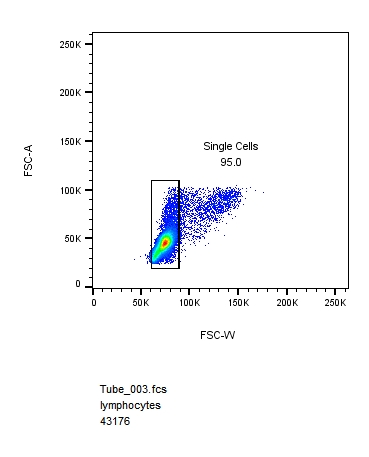 250K
200K
150K
100K
50K
0
FSC-A
Single Cells
95.0
0 50K 100K 150K 200K 250K
FSC-W
Tube_003.fcs
lymphocytes
43176